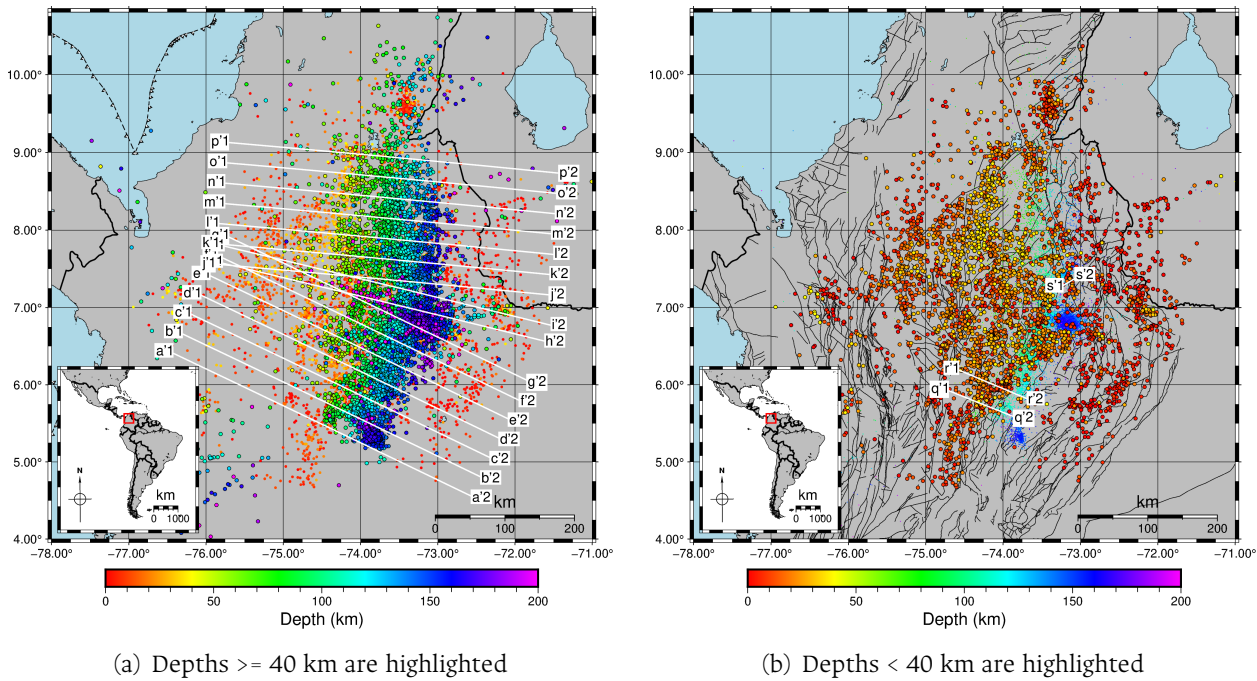 10.00°
9.00°
8.00°
7.00°
6.00°
5.00°
4.00°
−78.00
−77.00
−76.00
−75.00
−74.00
−73.00
−72.00
−71.00
p'1
o'1
n'1
m'1
l'1
k'1
j'1
e'1
d'1
c'1
b'1
a'1
p'2
o'2
n'2
m'2
l'2
k'2
j'2
i'2
h'2
g'2
f'2
e'2
d'2
c'2
b'2
a'2
N
km
0 1000
km
0 100 200
0 50 100 150 200
Depth (km)
(a) Depths >= 40 km are highlighted
10.00°
9.00°
8.00°
7.00°
6.00°
5.00°
4.00°
−78.00
−77.00
−76.00
−75.00
−74.00
−73.00
−72.00
−71.00
s'1
s'2
r'1
q'1
r'2
q'2
N
km
0 1000
km
0 100 200
0 50 100 150 200
Depth (km)
(b) Depths < 40 km are highlighted